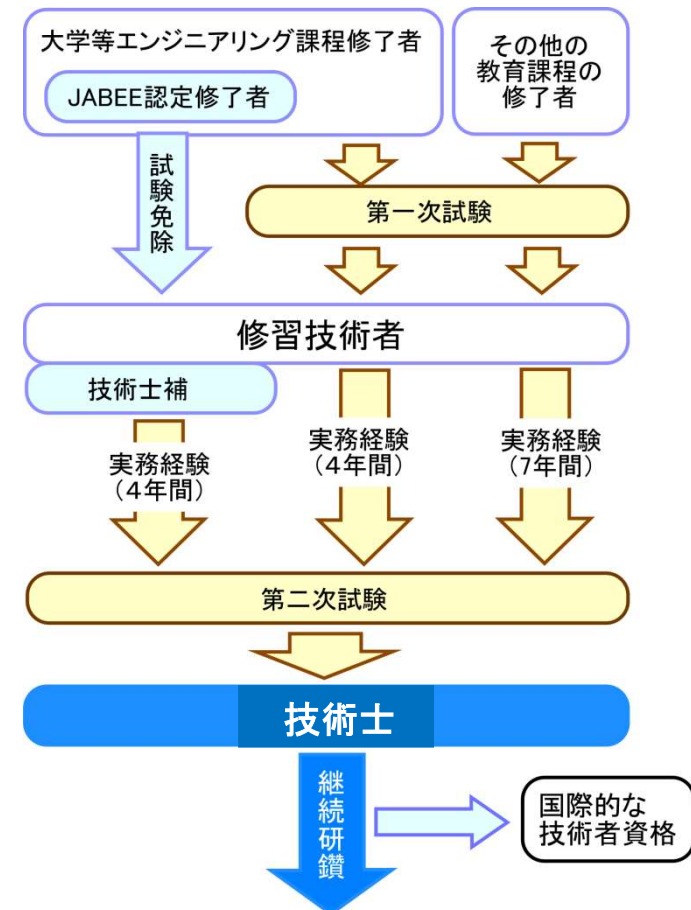 大学等エンジニアリング課程修了者
JABEE認定修了者
その他の
教育課程の
修了者
試験免除
第一次試験
修習技術者
技術士補
実務経験
（４年間）
実務経験
（４年間）
実務経験
（７年間）
第二次試験
技術士
継続研鑽
国際的な
技術者資格